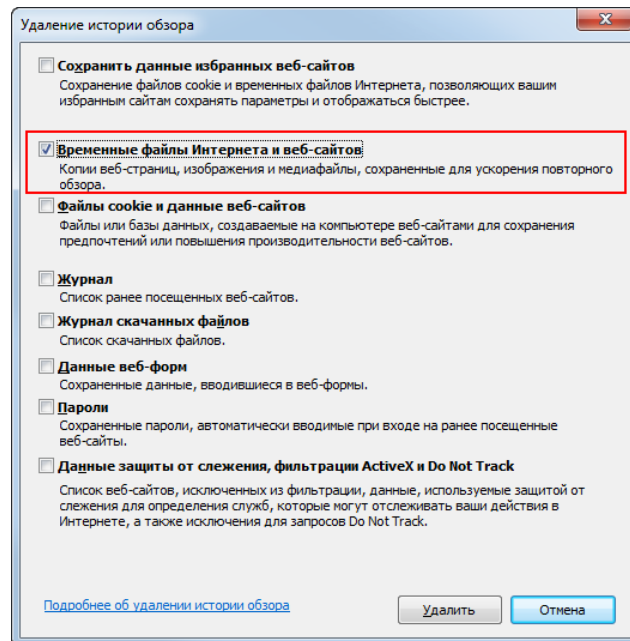 Удаление истории обзора
Сохранить данные избранных веб-сайтов
Сохранение файлов cookie и временных файлов Интернета, позволяющих вашим
избранным сайтам сохранять параметры и отображаться быстрее.
Временные файлы Интернета и веб-сайтов
Копии веб-страниц, изображения и медиафайлы, сохраненные для ускорения повторного
обзора.
Файлы cookie и данные веб-сайтов
Файлы или базы данных, создаваемые на компьютере веб-сайтами для сохранения
предпочтений или повышения производительности веб-сайтов.
Журнал
Список ранее посещенных веб-сайтов.
Журнал скачанных файлов
Список скачанных файлов.
Данные веб-форм
Сохраненные данные, вводившиеся в веб-формы.
Пароли
Сохраненные пароли, автоматически вводимые при входе на ранее посещенные
веб-сайты.
Данные защиты от слежения, фильтрации ActiveX и Do Not Track
Список веб-сайтов, исключенных из фильтрации, данные, используемые защитой от
слежения для определения служб, которые могут отслеживать ваши действия в
Интернете, а также исключения для запросов Do Not Track.
Подробнее об удалении истории обзора
Удалить
Отмена